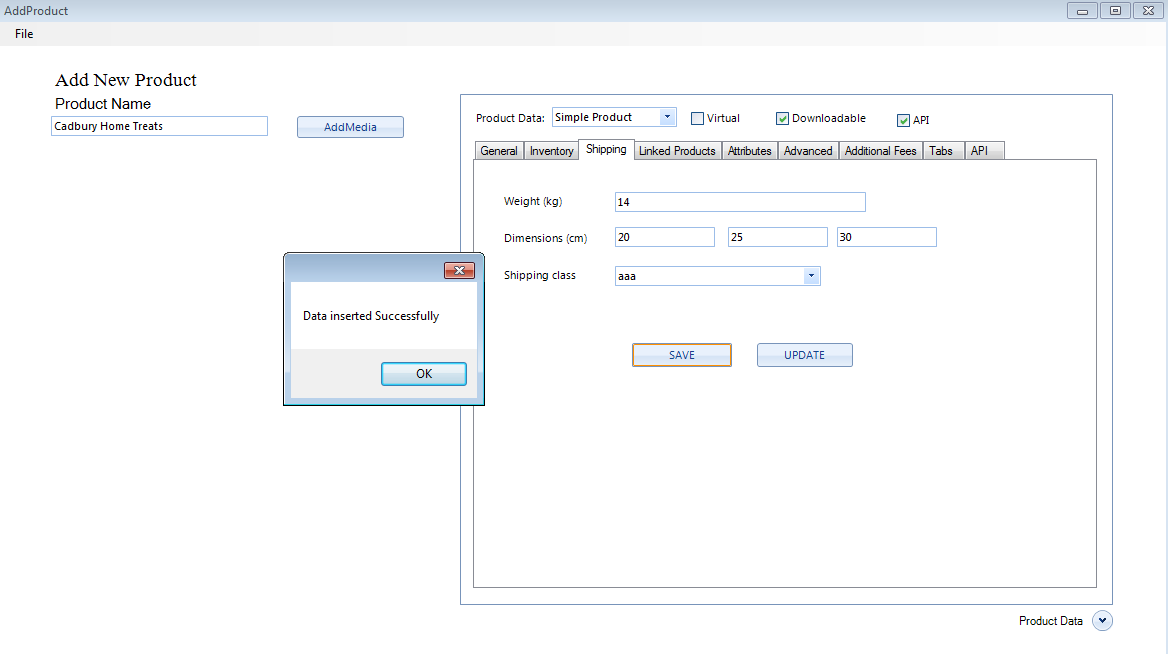 AddProduct
File
Add New Product
Product Name
Cadbury Home Treats
AddMedia
Product Data: Simple Product Virtual Downloadable API
General Inventory Shipping Linked Products Attributes Advanced Additional Fees Tabs API
Weight (kg) 14
Dimensions (cm) 20 25 30
Shipping class aaa
SAVE UPDATE
Data inserted Successfully
OK
Product Data